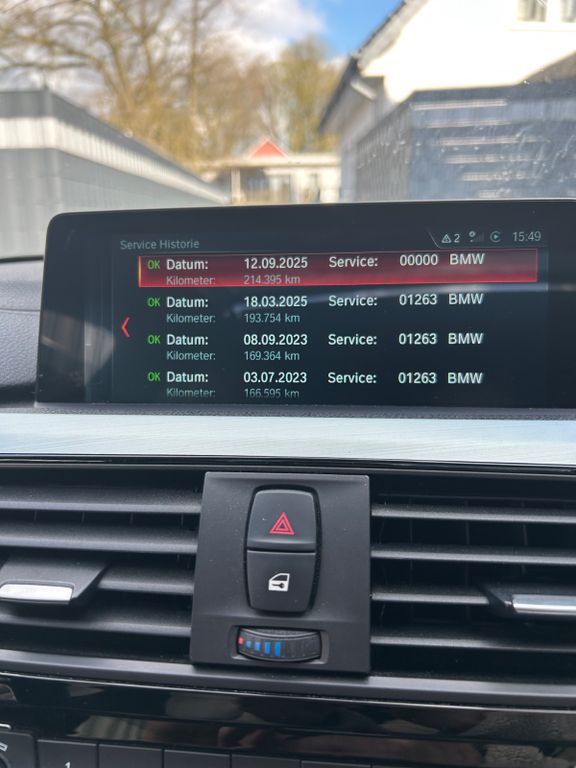 Service Historie
2
15:49
OK Datum: 12.09.2025 Service: 00000 BMW
Kilometer: 214.395 km
OK Datum: 18.03.2025 Service: 01263 BMW
Kilometer: 193.754 km
OK Datum: 08.09.2023 Service: 01263 BMW
Kilometer: 169.364 km
OK Datum: 03.07.2023 Service: 01263 BMW
Kilometer: 166.595 km
1